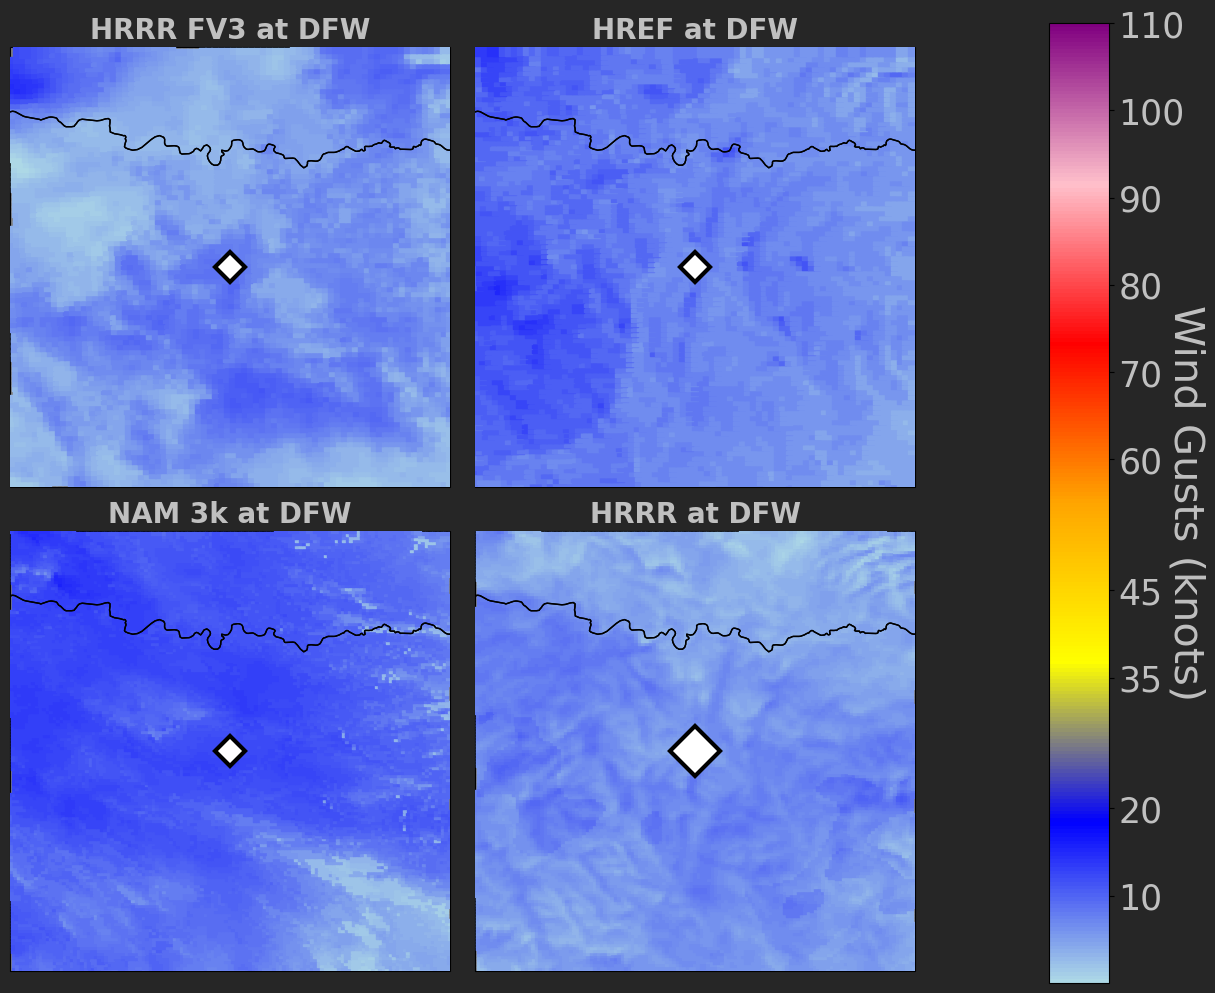 HRRR FV3 at DFW
HREF at DFW
NAM 3k at DFW
HRRR at DFW
110
100
90
80
70
60
45
35
20
10
Wind Gusts (knots)